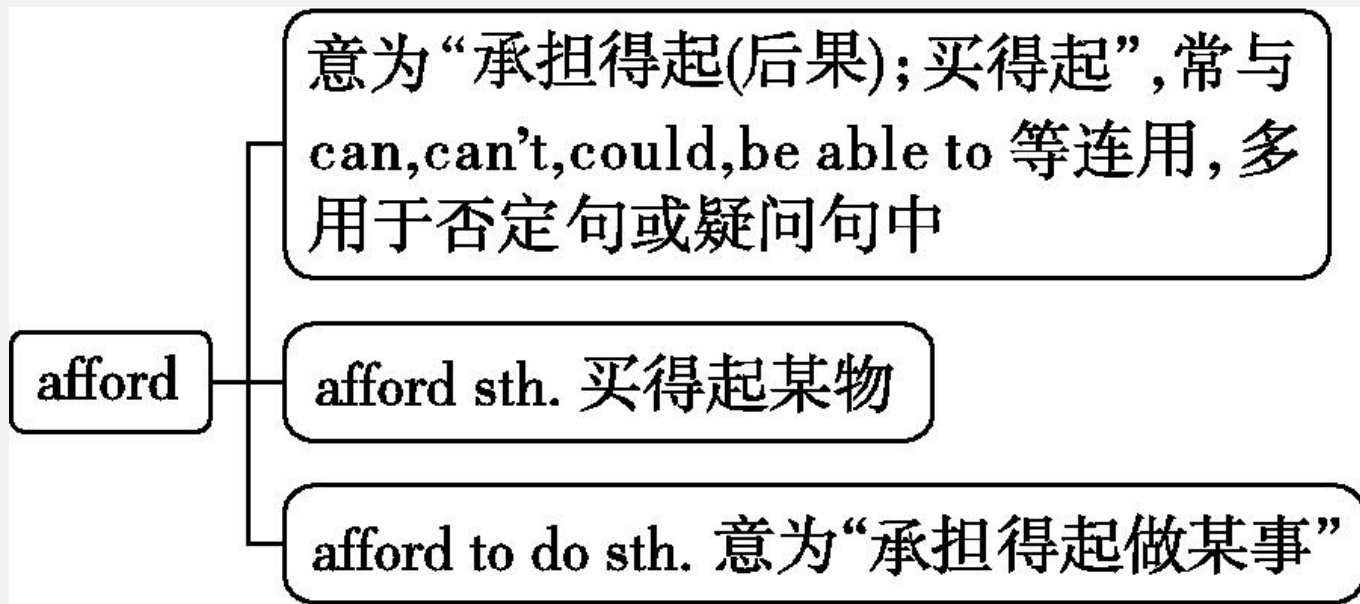 意为“承担得起(后果);买得起”,常与
can,can't,could,be able to 等连用,多
用于否定句或疑问句中
afford
afford sth. 买得起某物
afford to do sth. 意为“承担得起做某事”